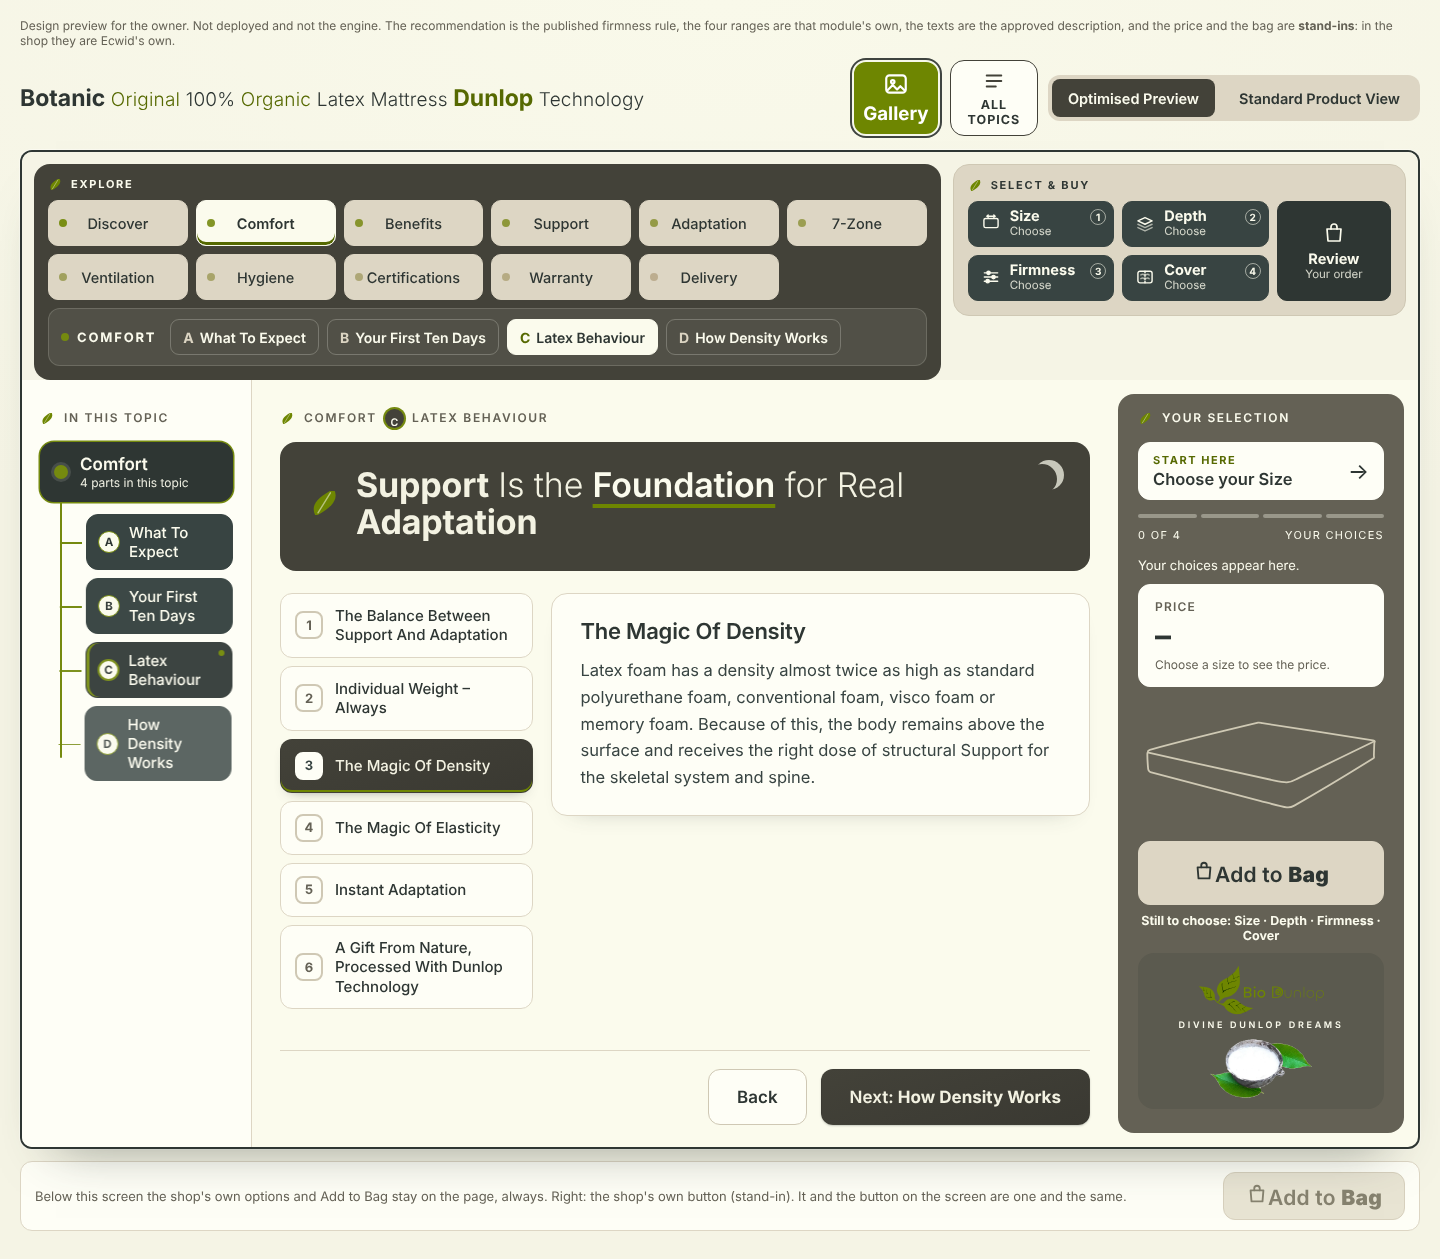 Design preview for the owner. Not deployed and not the engine. The recommendation is the published firmness rule, the four ranges are that module's own, the texts are the approved description, and the price and the bag are stand-ins: in the
shop they are Ecwid's own.
Botanic Original 100% Organic Latex Mattress Dunlop Technology
Gallery
ALL
TOPICS
Optimised Preview
Standard Product View
EXPLORE
Discover
Comfort
Benefits
Support
Adaptation
7-Zone
Ventilation
Hygiene
Certifications
Warranty
Delivery
COMFORT
A What To Expect
B Your First Ten Days
C Latex Behaviour
D How Density Works
SELECT & BUY
Size
Choose
1
Depth
Choose
2
Firmness
Choose
3
Cover
Choose
4
Review
Your order
IN THIS TOPIC
Comfort
4 parts in this topic
A
What To
Expect
B
Your First
Ten Days
C
Latex
Behaviour
D
How
Density
Works
COMFORT C LATEX BEHAVIOUR
Support Is the Foundation for Real
Adaptation
1
The Balance Between
Support And Adaptation
2
Individual Weight –
Always
3
The Magic Of Density
4
The Magic Of Elasticity
5
Instant Adaptation
6
A Gift From Nature,
Processed With Dunlop
Technology
The Magic Of Density
Latex foam has a density almost twice as high as standard
polyurethane foam, conventional foam, visco foam or
memory foam. Because of this, the body remains above the
surface and receives the right dose of structural Support for
the skeletal system and spine.
Back
Next: How Density Works
YOUR SELECTION
START HERE
Choose your Size
0 OF 4
YOUR CHOICES
Your choices appear here.
PRICE
–
Choose a size to see the price.
Add to Bag
Still to choose: Size · Depth · Firmness ·
Cover
Bio Dunlop
DIVINE DUNLOP DREAMS
Below this screen the shop's own options and Add to Bag stay on the page, always. Right: the shop's own button (stand-in). It and the button on the screen are one and the same.
Add to Bag